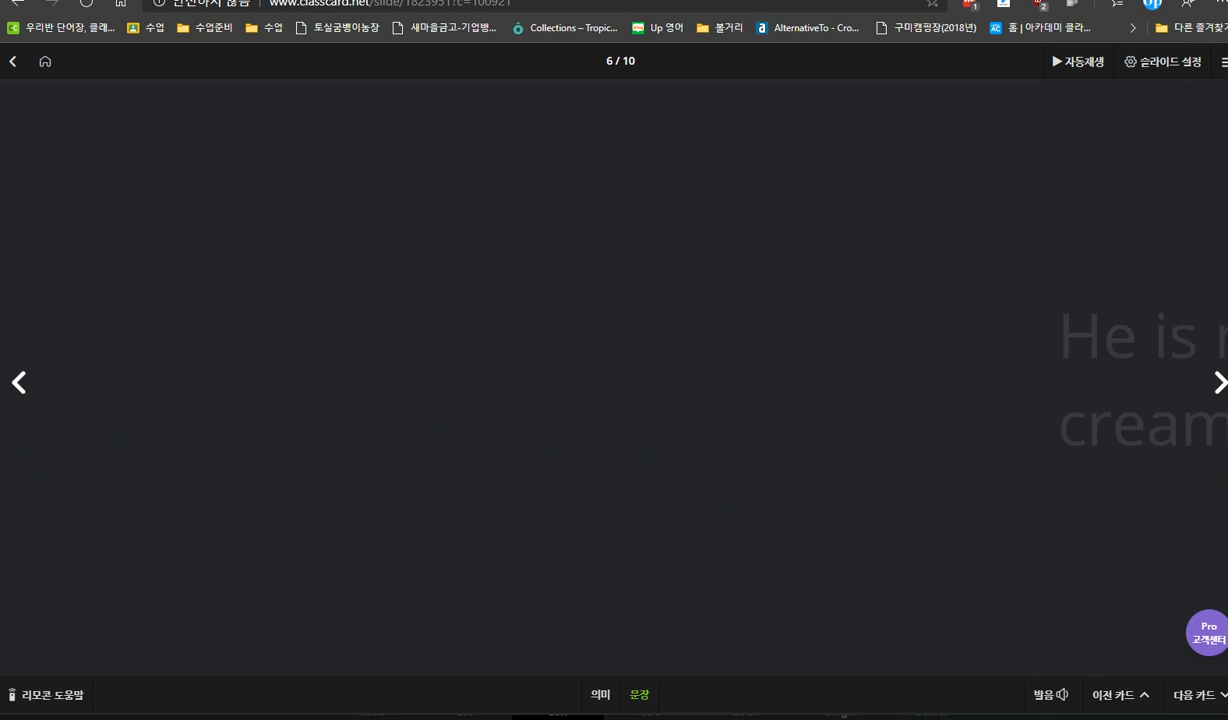 www.classcard.net/slide/1823951?c=100921
우리반 단어장, 클래... 수업 수업준비 수업 토실굼벵이농장 새마을금고-기업뱅... Collections – Tropic... Up 영어 볼거리 AlternativeTo - Cro... 구미캠핑장(2018년) 홈 | 아카데미 클라... 다른 즐겨찾기
6 / 10
자동재생 슬라이드 설정
He is
cream
Pro
고객센터
리모콘 도움말 의미 문장 발음 이전 카드 다음 카드